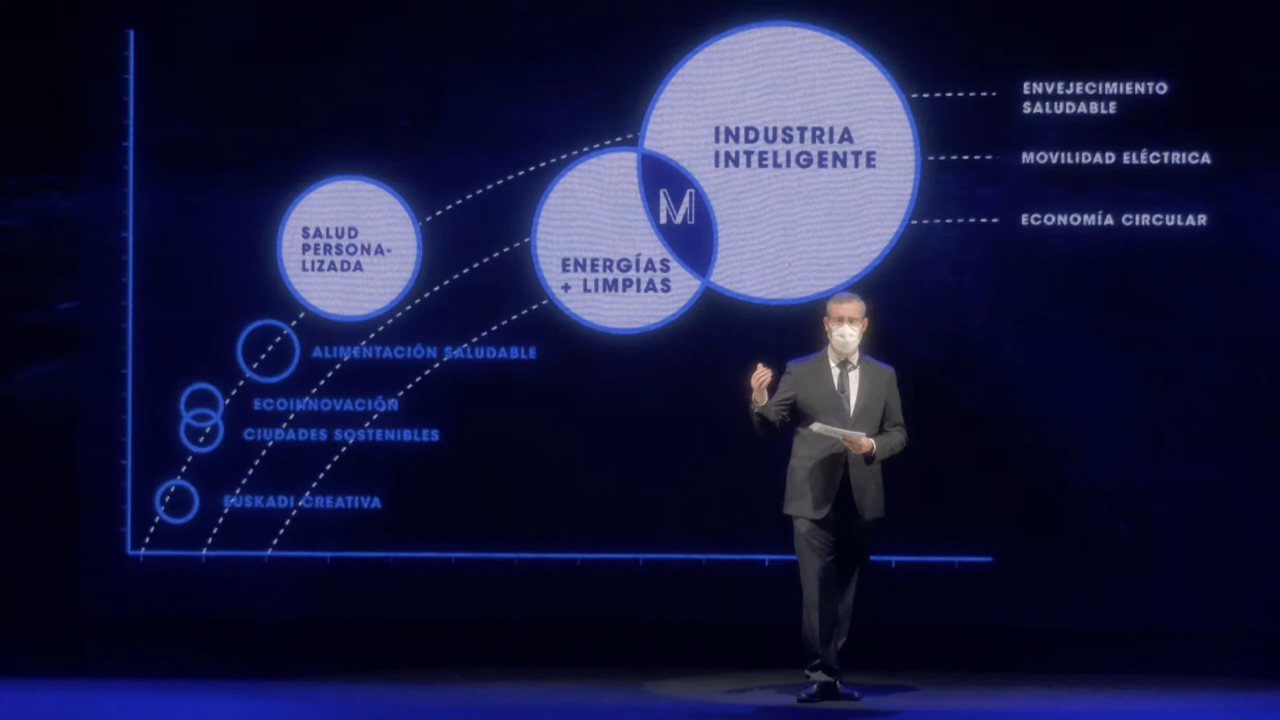 ENVEJECIMIENTO
SALUDABLE
INDUSTRIA
INTELIGENTE
MOVILIDAD ELÉCTRICA
M
ECONOMÍA CIRCULAR
SALUD
PERSONA-
LIZADA
ENERGÍAS
+ LIMPIAS
ALIMENTACIÓN SALUDABLE
ECOINNOVACIÓN
CIUDADES SOSTENIBLES
EUSKADI CREATIVA